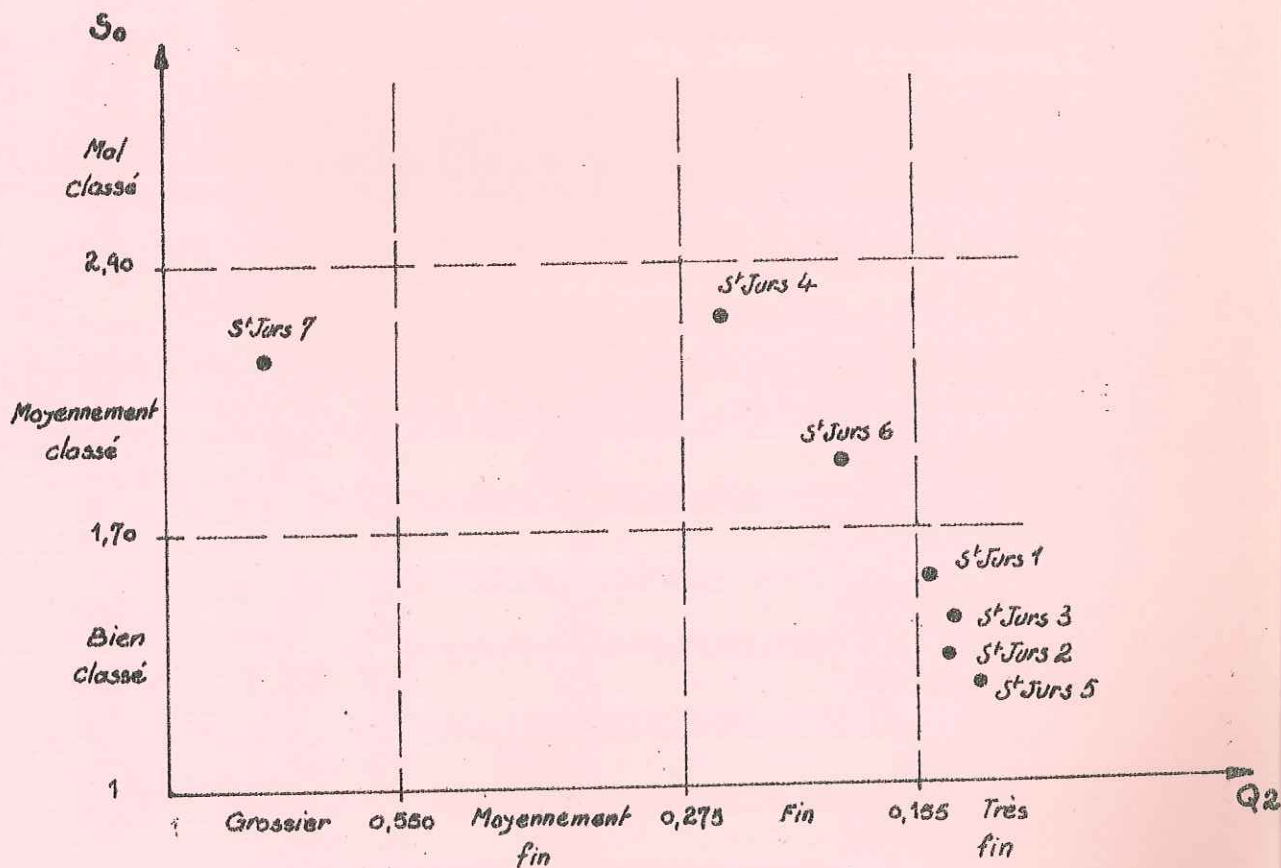 So
Mal
classé
2,90
St Jurs 4
St Jurs 7
Moyennement
classé
St Jurs 6
1,70
St Jurs 1
St Jurs 3
Bien
classé
St Jurs 2
St Jurs 5
1
Q2
1 Grossier 0,550 Moyennement 0,275 Fin 0,155 Très
fin fin